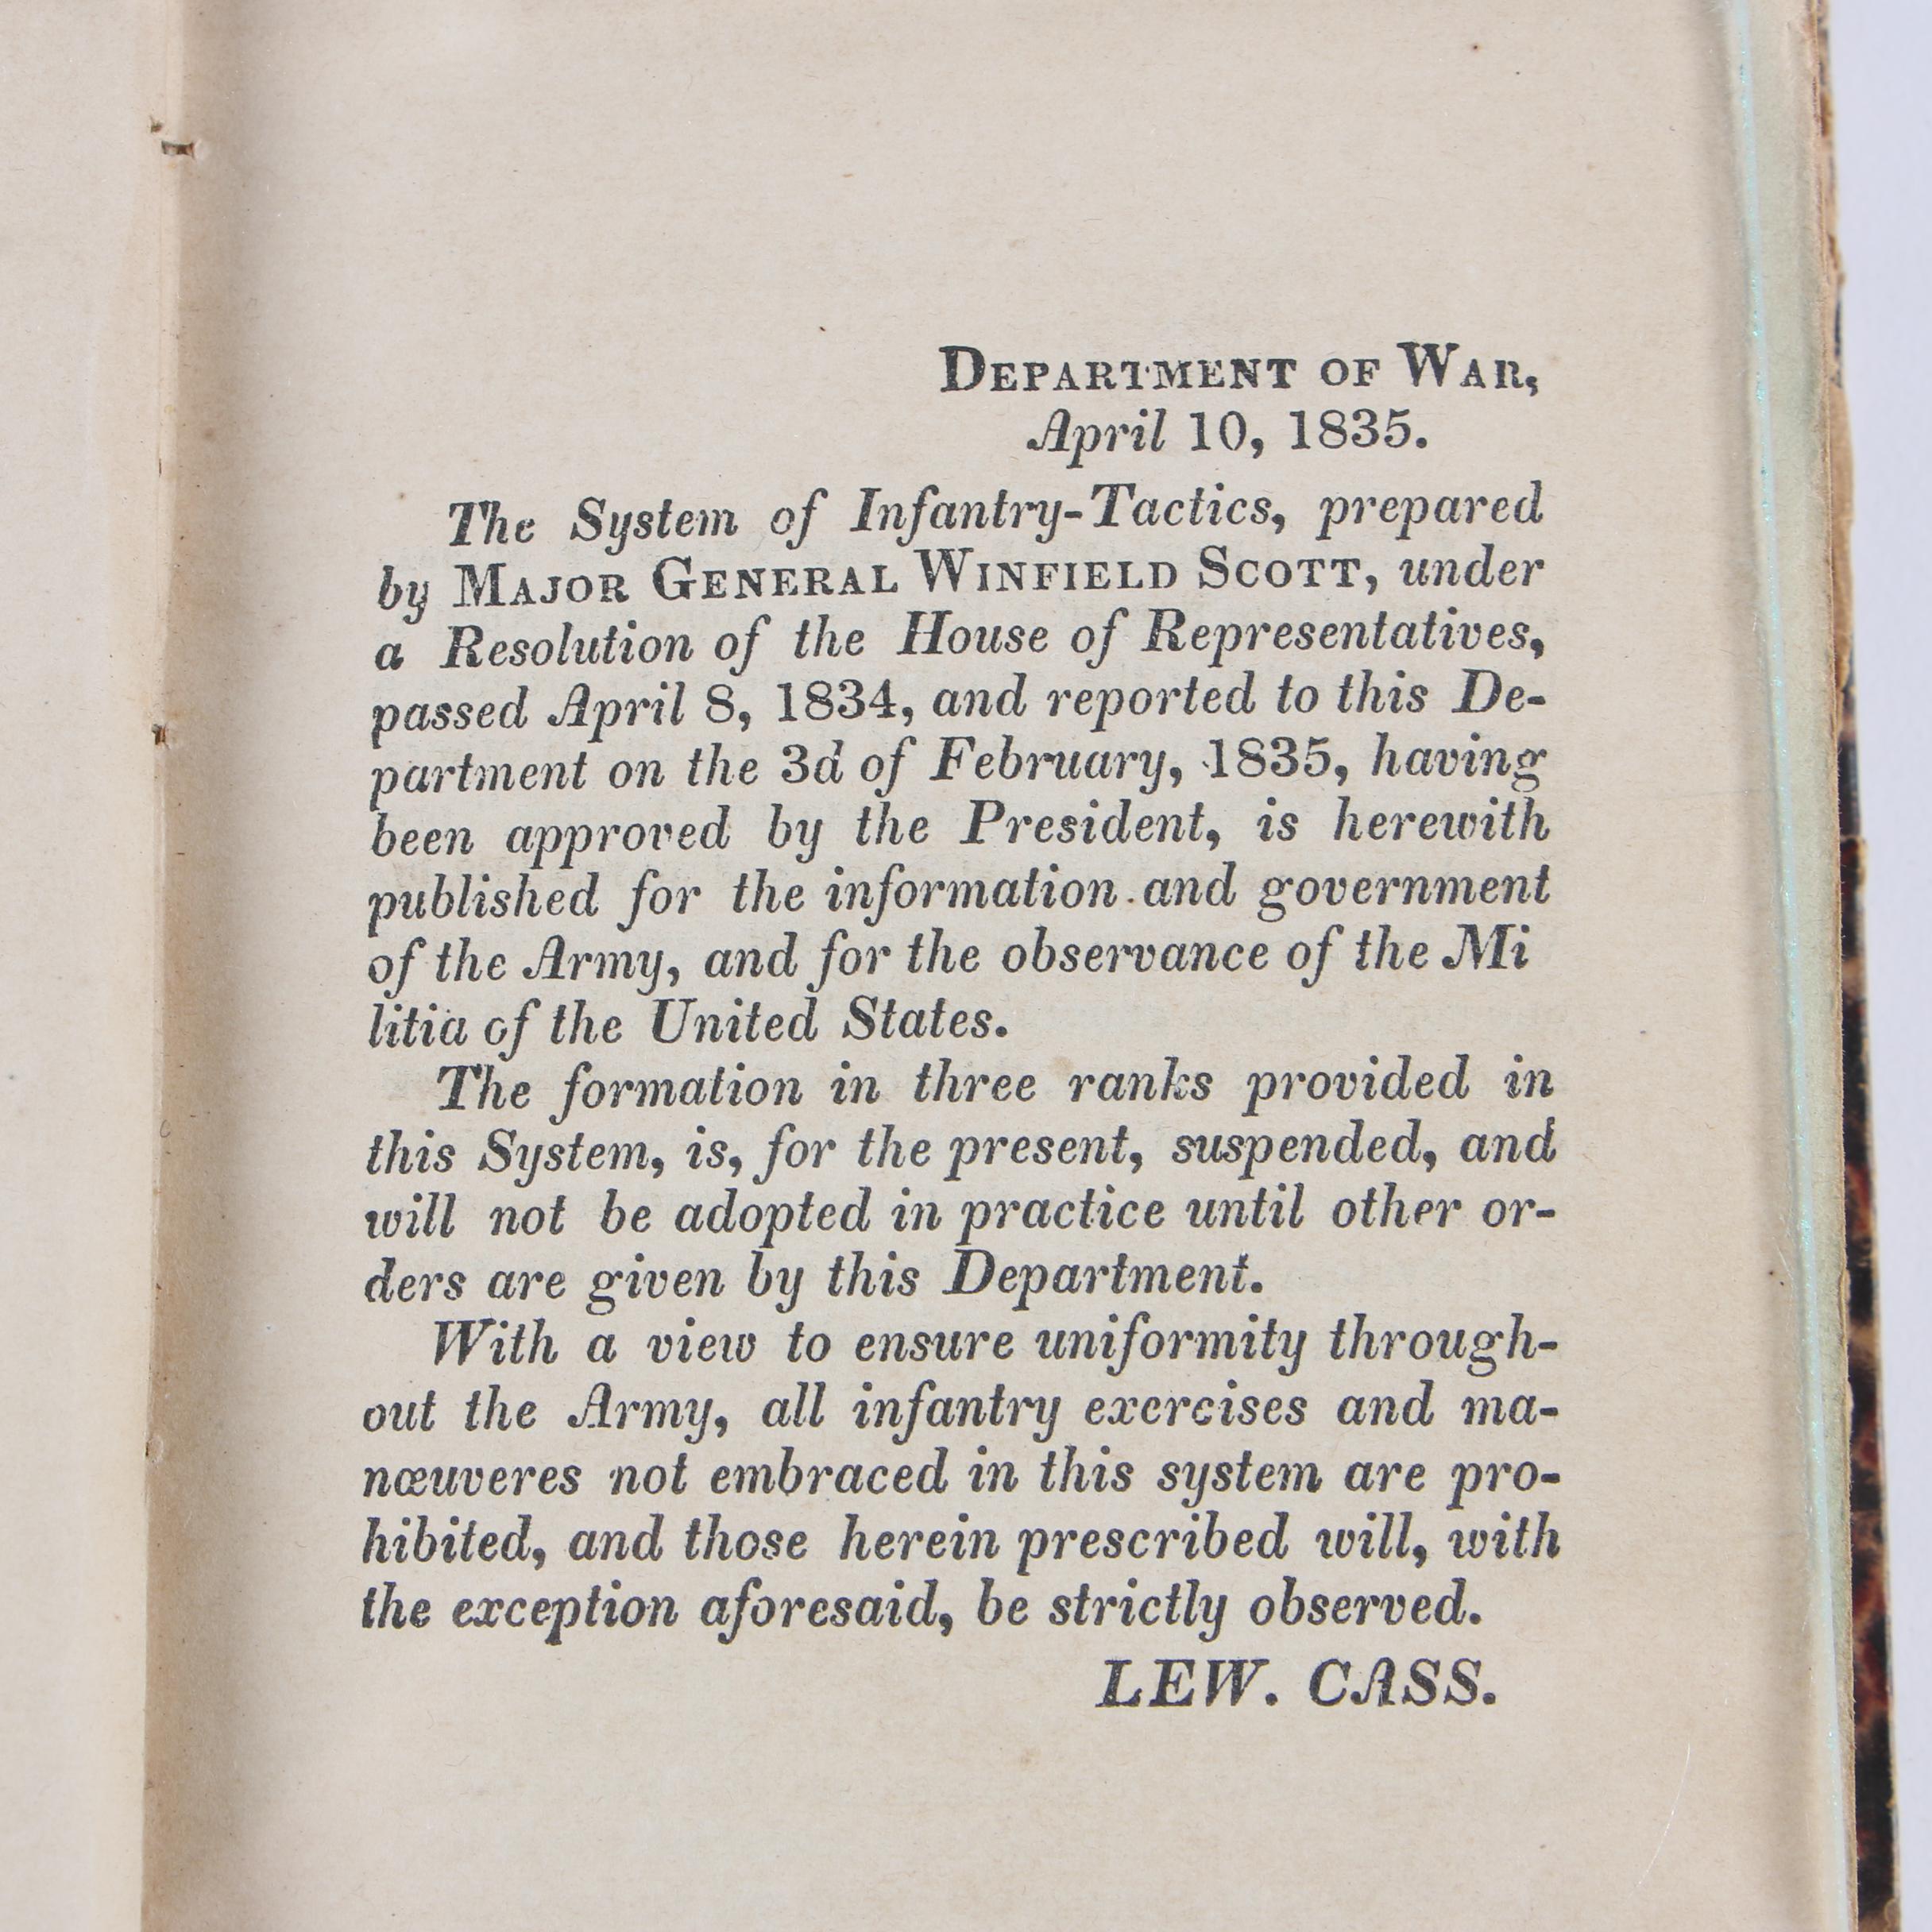 DEPARTMENT OF WAR,
April 10, 1835.
The System of Infantry-Tactics, prepared
by MAJOR GENERAL WINFIELD SCOTT, under
a Resolution of the House of Representatives,
passed April 8, 1834, and reported to this De-
partment on the 3d of February, 1835, having
been approved by the President, is herewith
published for the information and government
of the Army, and for the observance of the Mi
litia of the United States.
The formation in three ranks provided in
this System, is, for the present, suspended, and
will not be adopted in practice until other or-
ders are given by this Department.
With a view to ensure uniformity through-
out the Army, all infantry exercises and ma-
nœuveres not embraced in this system are pro-
hibited, and those herein prescribed will, with
the exception aforesaid, be strictly observed.
LEW. CASS.